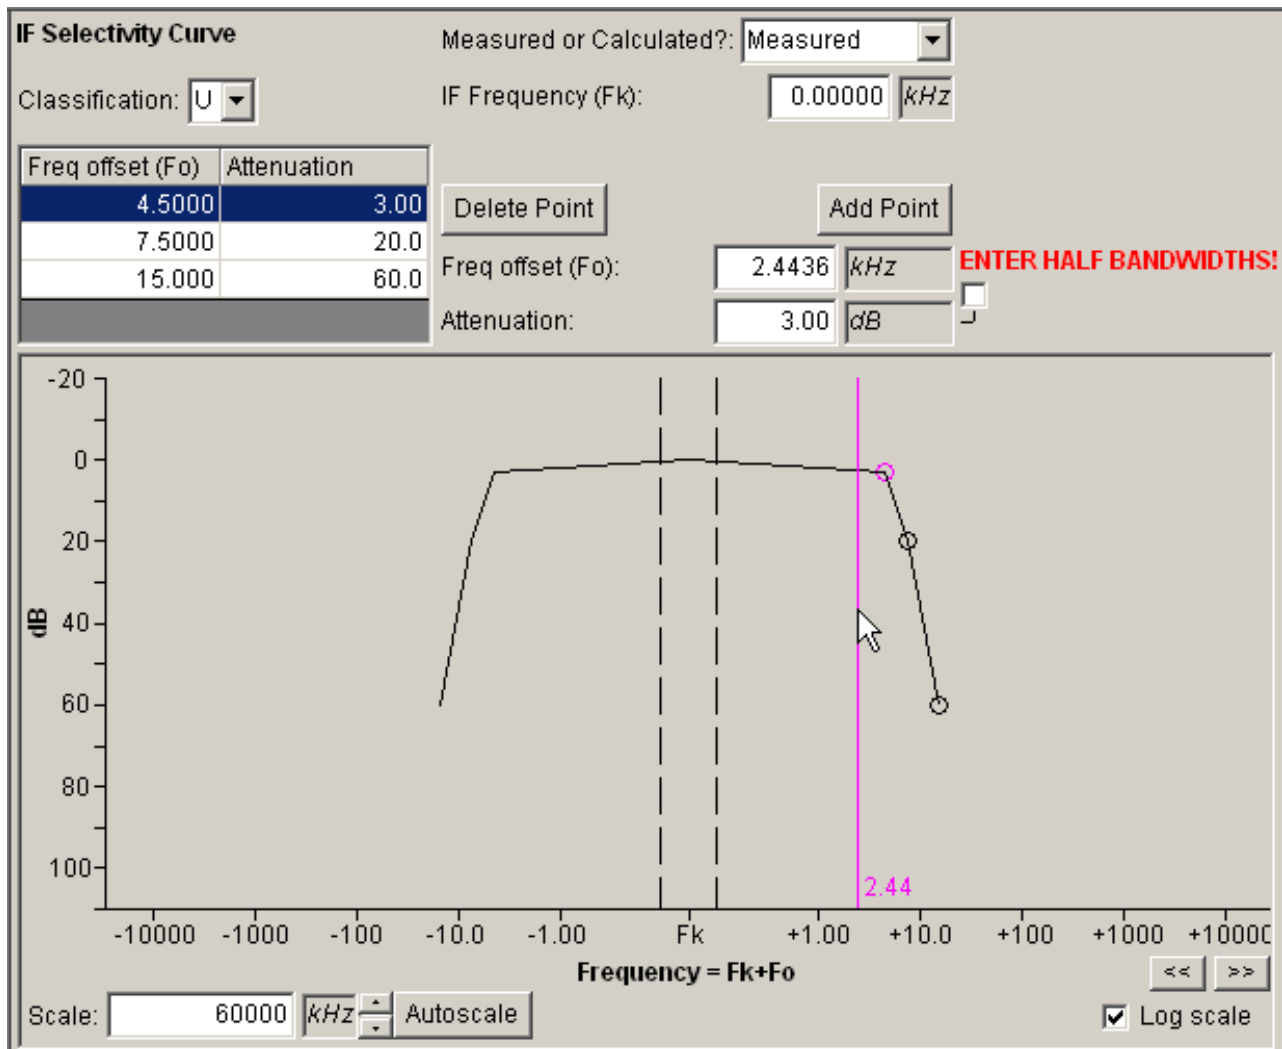 IF Selectivity Curve
Measured or Calculated?: Measured
Classification: U
IF Frequency (Fk): 0.00000 kHz
Freq offset (Fo) Attenuation
4.5000 3.00
7.5000 20.0
15.000 60.0
Delete Point Add Point
Freq offset (Fo): 2.4436 kHz ENTER HALF BANDWIDTHS!
Attenuation: 3.00 dB
-20
0
20
40
60
80
100
dB
2.44
-10000 -1000 -100 -10.0 -1.00 Fk +1.00 +10.0 +100 +1000 +1000
Frequency = Fk+Fo
<< >>
Scale: 60000 kHz Autoscale
Log scale